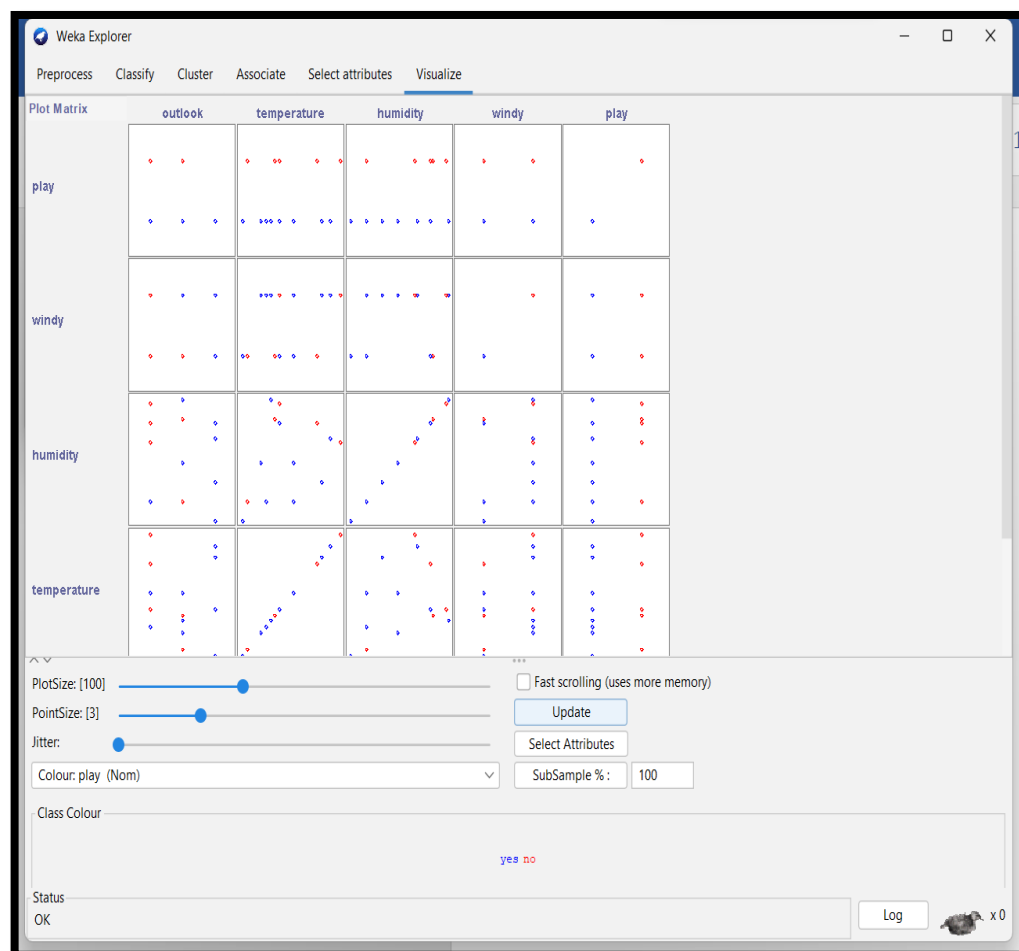 Weka Explorer
Preprocess Classify Cluster Associate Select attributes Visualize
Plot Matrix outlook temperature humidity windy play
play
windy
humidity
temperature
PlotSize: [100]
Fast scrolling (uses more memory)
PointSize: [3]
Update
Jitter:
Select Attributes
Colour: play (Nom)
SubSample % : 100
Class Colour
yes no
Status
OK
Log x 0